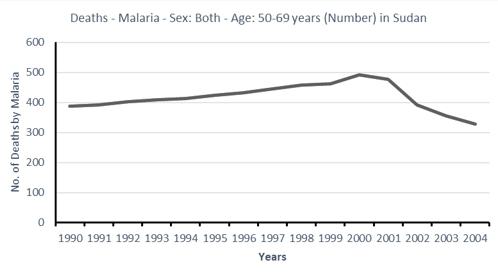 Deaths - Malaria - Sex: Both - Age: 50-69 years (Number) in Sudan
No. of Deaths by Malaria
600
500
400
300
200
100
0
1990 1991 1992 1993 1994 1995 1996 1997 1998 1999 2000 2001 2002 2003 2004
Years